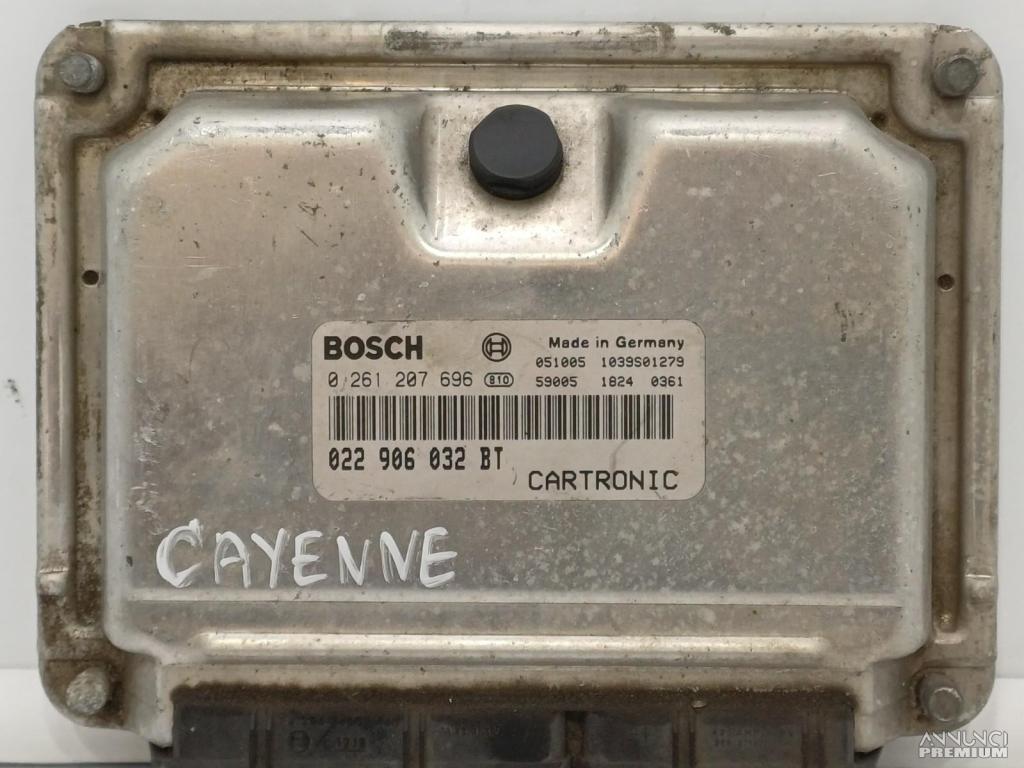 BOSCH Made in Germany
051005 1039S01279
0 261 207 696 810 59005 1824 0361
022 906 032 BT
CARTRONIC
CAYENNE
ANNUNCI
PREMIUM